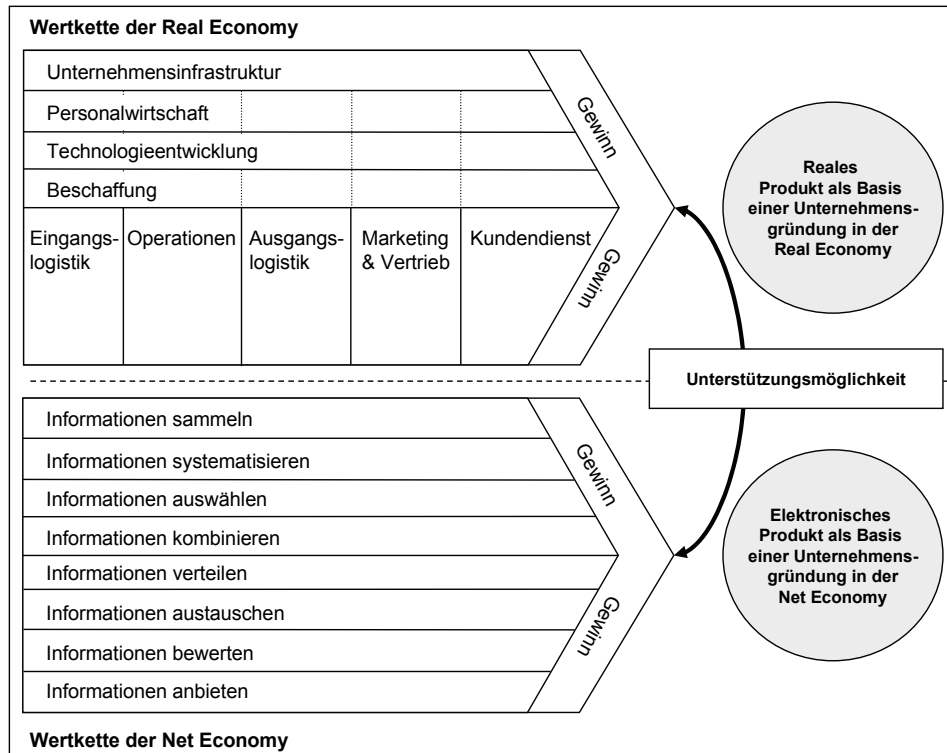 Wertkette der Real Economy
Unternehmensinfrastruktur
Personalwirtschaft
Technologieentwicklung
Beschaffung
Eingangs-
logistik
Operationen
Ausgangs-
logistik
Marketing
& Vertrieb
Kundendienst
Gewinn
Gewinn
Reales
Produkt als Basis
einer Unternehmens-
gründung in der
Real Economy
Unterstützungsmöglichkeit
Informationen sammeln
Informationen systematisieren
Informationen auswählen
Informationen kombinieren
Informationen verteilen
Informationen austauschen
Informationen bewerten
Informationen anbieten
Gewinn
Gewinn
Elektronisches
Produkt als Basis
einer Unternehmens-
gründung in der
Net Economy
Wertkette der Net Economy